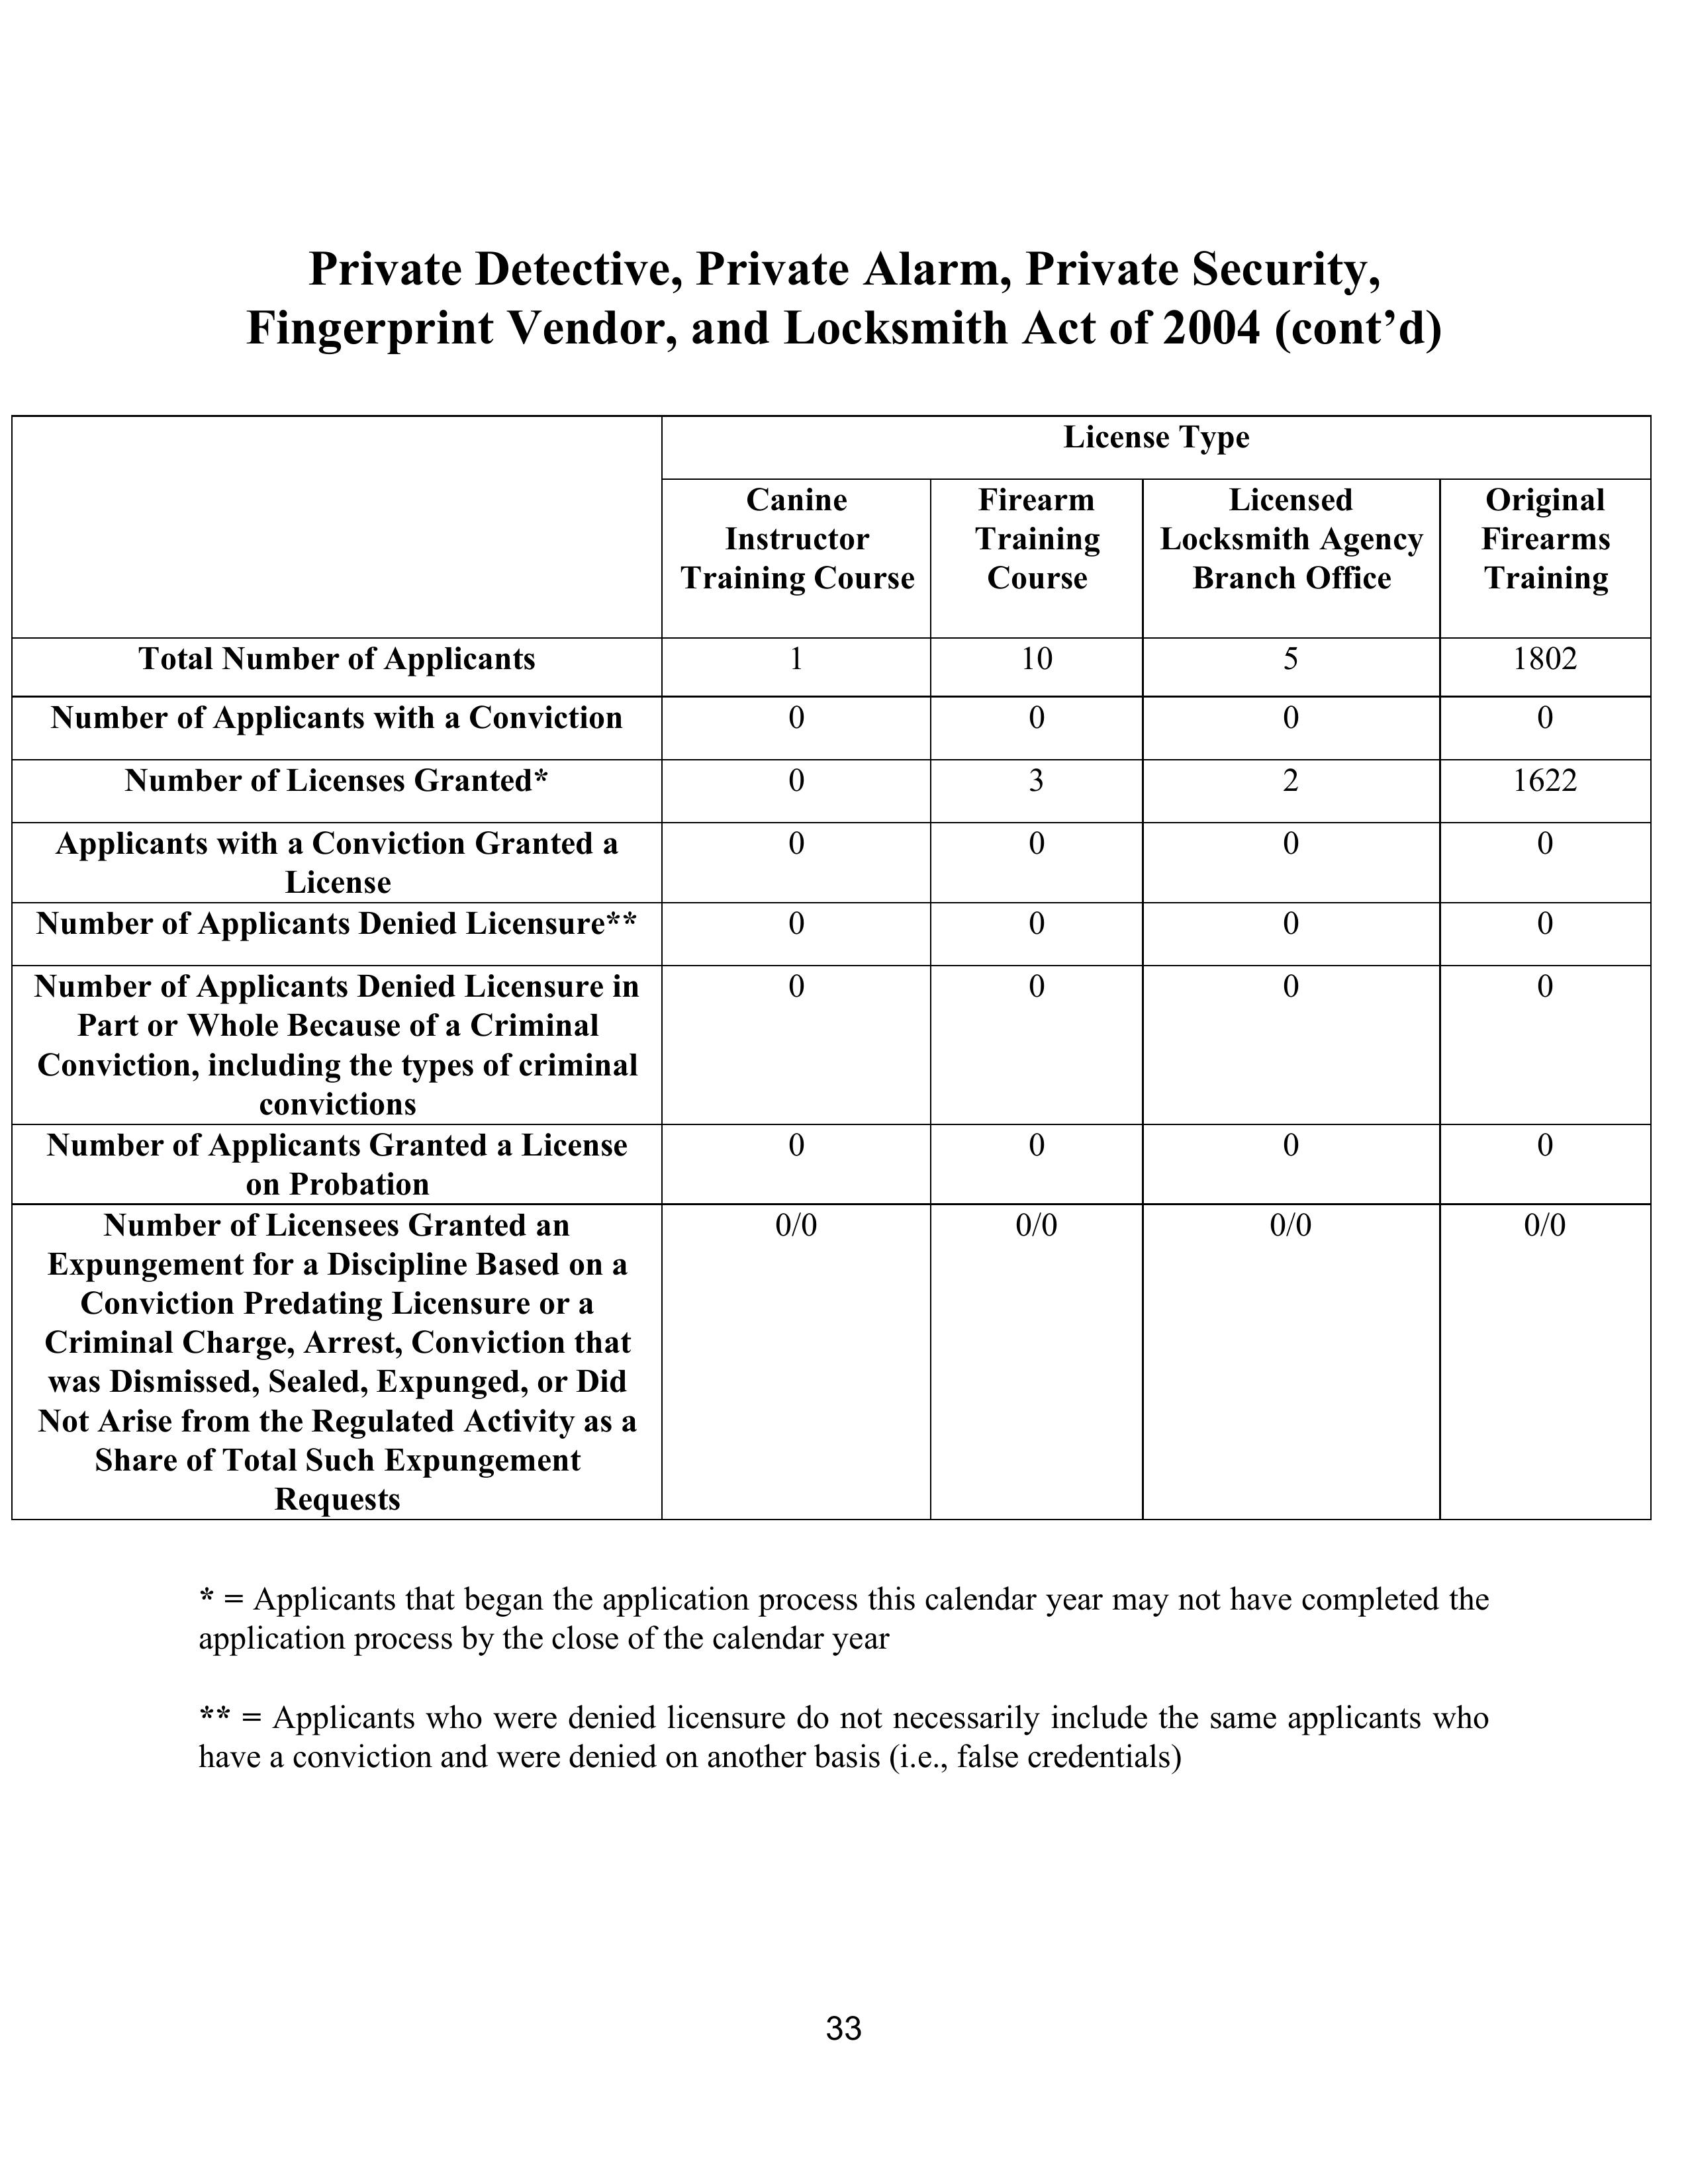 Private Detective, Private Alarm, Private Security,
Fingerprint Vendor, and Locksmith Act of 2004 (cont’d)
License Type
Canine
Instructor
Training Course
Firearm
Training
Course
Licensed
Locksmith Agency
Branch Office
Original
Firearms
Training
Total Number of Applicants 1 10 5 1802
Number of Applicants with a Conviction 0 0 0 0
Number of Licenses Granted* 0 3 2 1622
Applicants with a Conviction Granted a 0 0 0 0
License
Number of Applicants Denied Licensure** 0 0 0 0
Number of Applicants Denied Licensure in 0 0 0 0
Part or Whole Because of a Criminal
Conviction, including the types of criminal
convictions
Number of Applicants Granted a License 0 0 0 0
on Probation
Number of Licensees Granted an 0/0 0/0 0/0 0/0
Expungement for a Discipline Based on a
Conviction Predating Licensure or a
Criminal Charge, Arrest, Conviction that
was Dismissed, Sealed, Expunged, or Did
Not Arise from the Regulated Activity as a
Share of Total Such Expungement
Requests
* = Applicants that began the application process this calendar year may not have completed the
application process by the close of the calendar year
** = Applicants who were denied licensure do not necessarily include the same applicants who
have a conviction and were denied on another basis (i.e., false credentials)
33